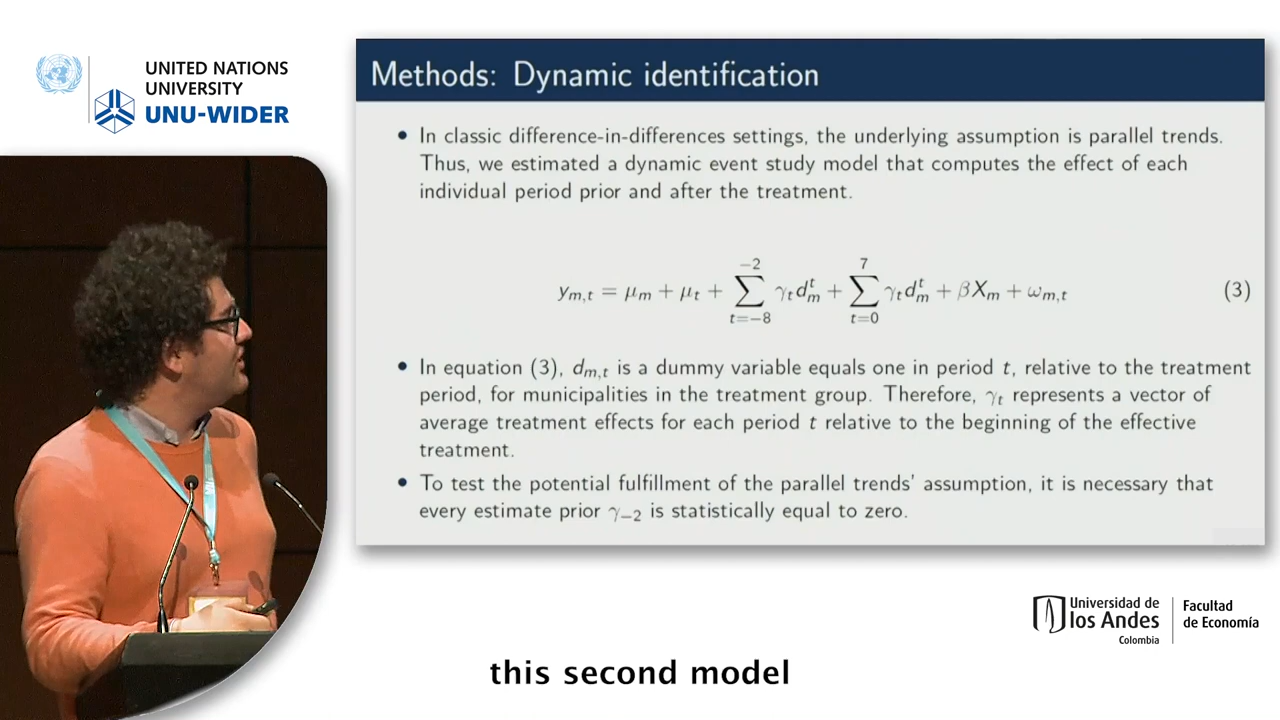 UNITED NATIONS
UNIVERSITY
UNU-WIDER
Methods: Dynamic identification
• In classic difference-in-differences settings, the underlying assumption is parallel trends.
Thus, we estimated a dynamic event study model that computes the effect of each
individual period prior and after the treatment.
y_{m,t} = μ_m + μ_t + \sum_{t=-8}^{-2} γ_t d_m^t + \sum_{t=0}^{7} γ_t d_m^t + βX_m + ω_{m,t} (3)
• In equation (3), d_{m,t} is a dummy variable equals one in period t, relative to the treatment
period, for municipalities in the treatment group. Therefore, γ_t represents a vector of
average treatment effects for each period t relative to the beginning of the effective
treatment.
• To test the potential fulfillment of the parallel trends' assumption, it is necessary that
every estimate prior γ_{-2} is statistically equal to zero.
Universidad de
los Andes
Colombia
Facultad
de Economía
this second model